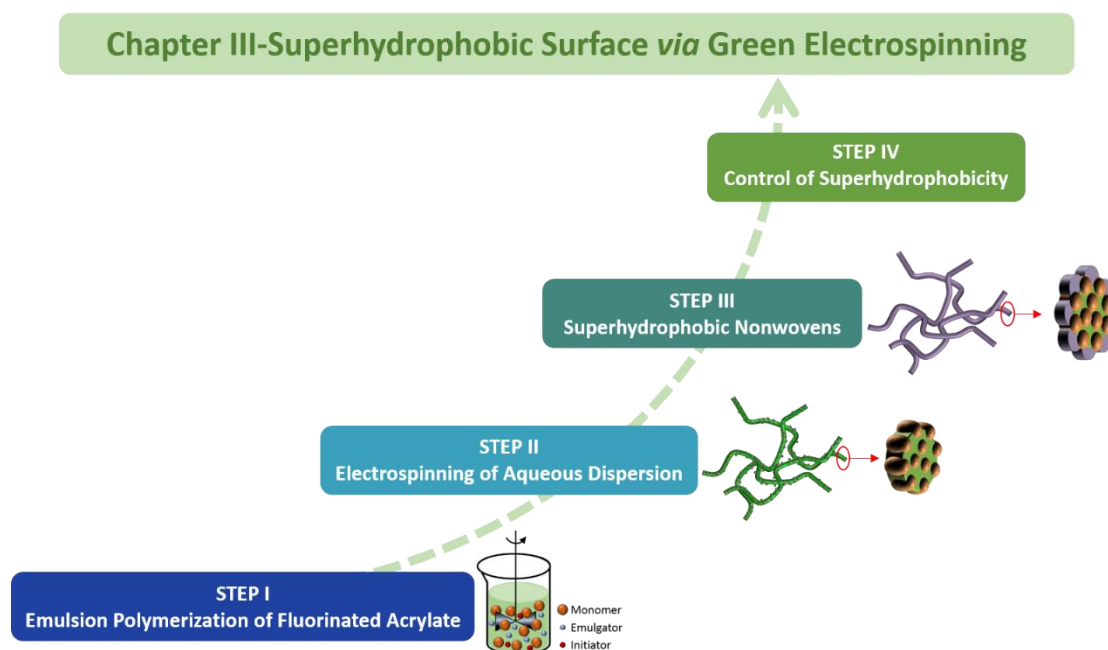 Chapter III-Superhydrophobic Surface via Green Electrospinning
STEP IV
Control of Superhydrophobicity
STEP III
Superhydrophobic Nonwovens
STEP II
Electrospinning of Aqueous Dispersion
STEP I
Emulsion Polymerization of Fluorinated Acrylate
Monomer
Emulgator
Initiator